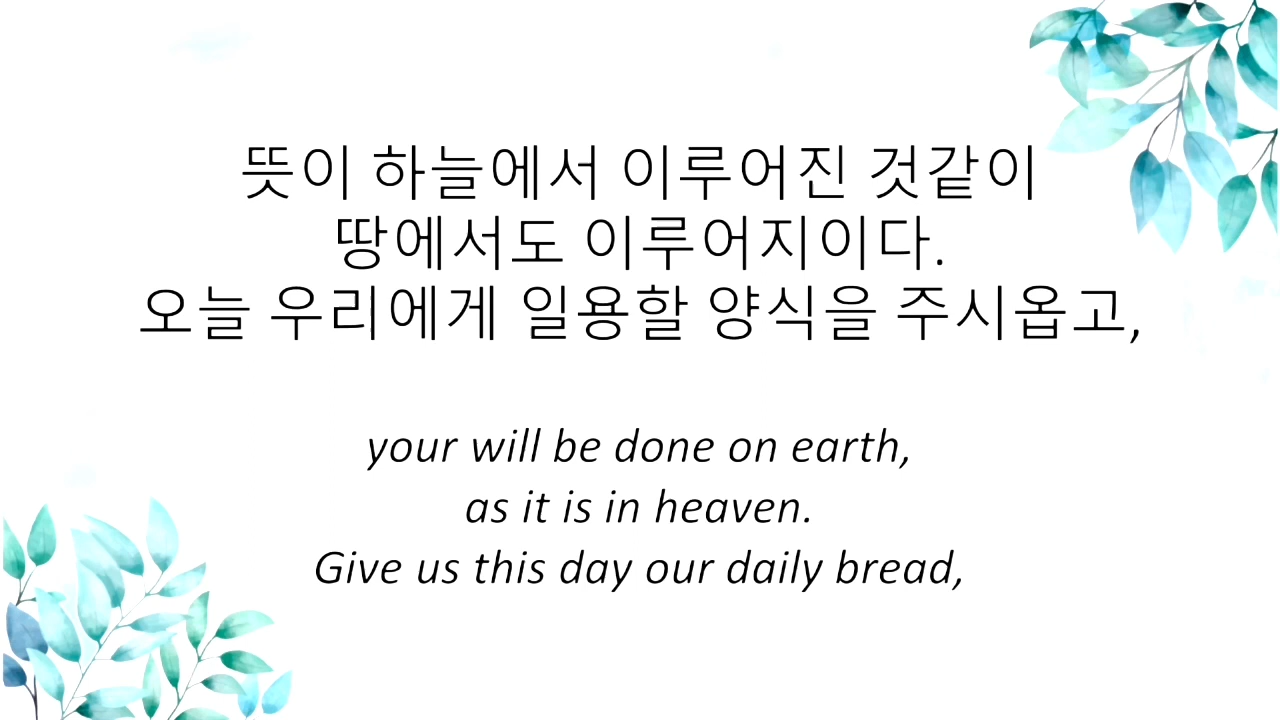 뜻이 하늘에서 이루어진 것같이
땅에서도 이루어지이다.
오늘 우리에게 일용할 양식을 주시옵고,
your will be done on earth,
as it is in heaven.
Give us this day our daily bread,